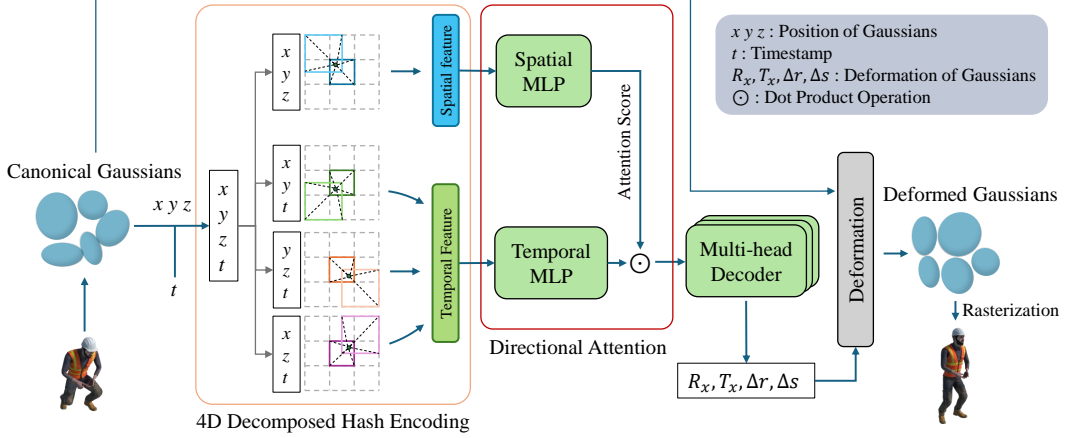 x y z : Position of Gaussians
t : Timestamp
R_x, T_x, Δr, Δs : Deformation of Gaussians
⊙ : Dot Product Operation
Canonical Gaussians
x y z
t
x
y
z
t
x
y
z
x
y
t
y
z
t
x
z
t
Spatial feature
Temporal Feature
4D Decomposed Hash Encoding
Spatial
MLP
Attention Score
Temporal
MLP
Directional Attention
Multi-head
Decoder
R_x, T_x, Δr, Δs
Deformation
Deformed Gaussians
Rasterization